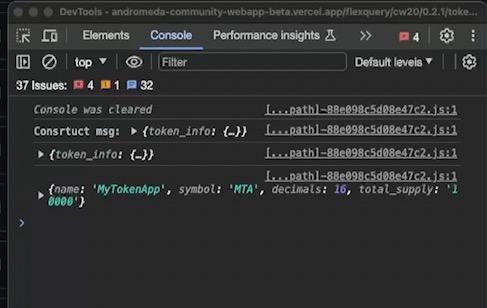 DevTools - andromeda-community-webapp-beta.vercel.app/flexquery/cw20/0.2.1/toke...
Elements Console Performance insights 4
top Filter Default levels
37 Issues: 4 1 32
Console was cleared [...path]-88e098c5d08e47c2.js:1
Consrtuct msg: {token_info: {…}} [...path]-88e098c5d08e47c2.js:1
{token_info: {…}} [...path]-88e098c5d08e47c2.js:1
[...path]-88e098c5d08e47c2.js:1
{name: 'MyTokenApp', symbol: 'MTA', decimals: 16, total_supply: '1
0000'}